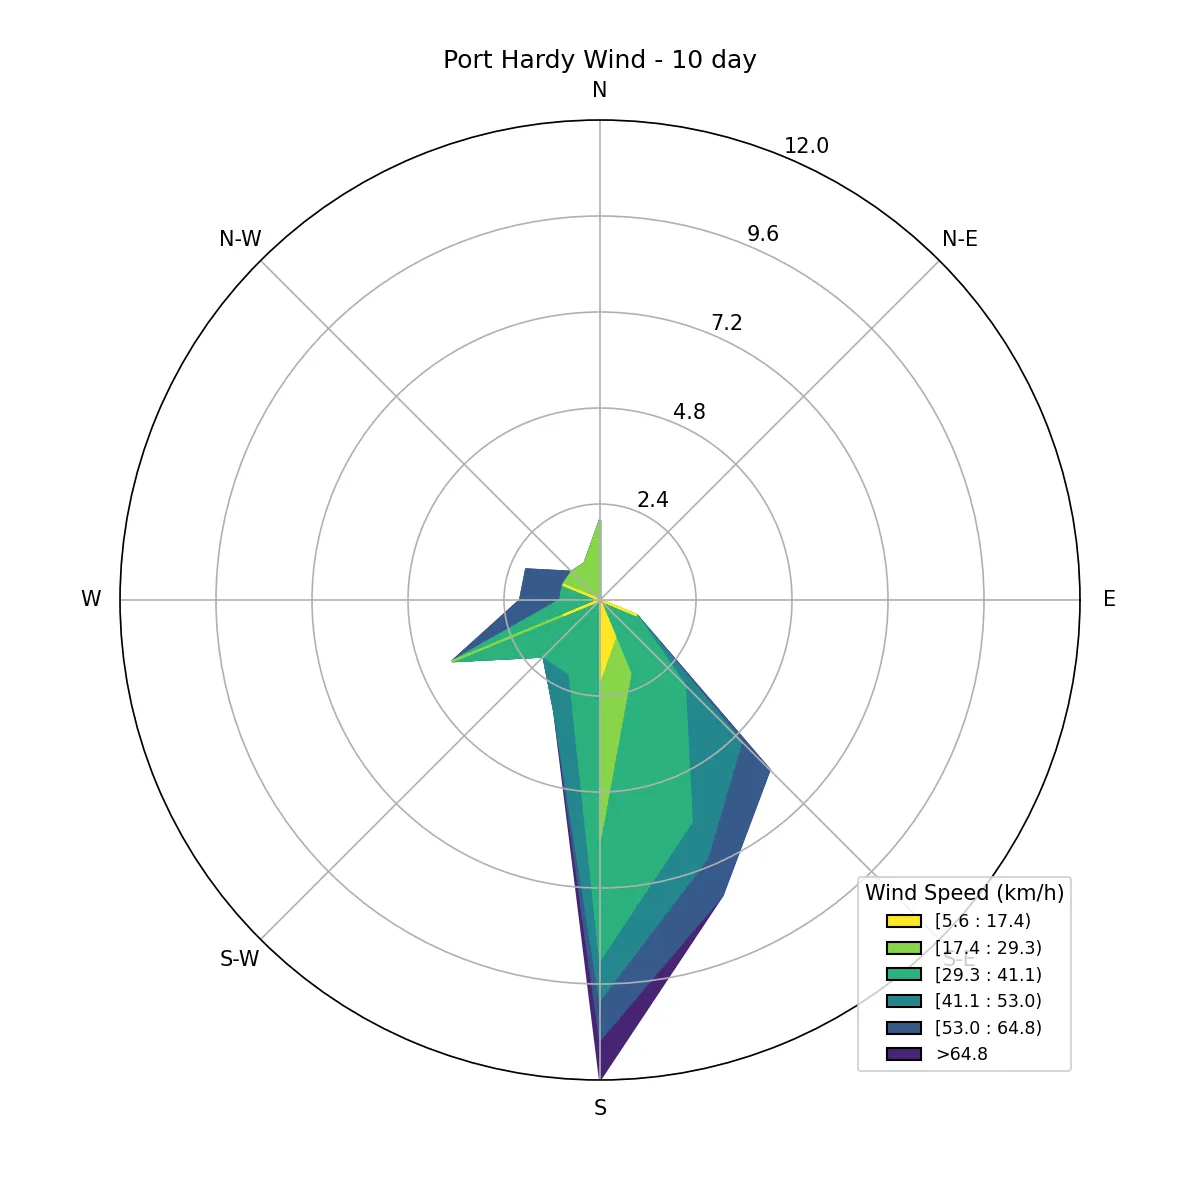 Port Hardy Wind - 10 day
N
12.0
N-W
9.6
N-E
7.2
4.8
2.4
W
E
S-W
S-E
Wind Speed (km/h)
[5.6 : 17.4)
[17.4 : 29.3)
[29.3 : 41.1)
[41.1 : 53.0)
[53.0 : 64.8)
>64.8
S